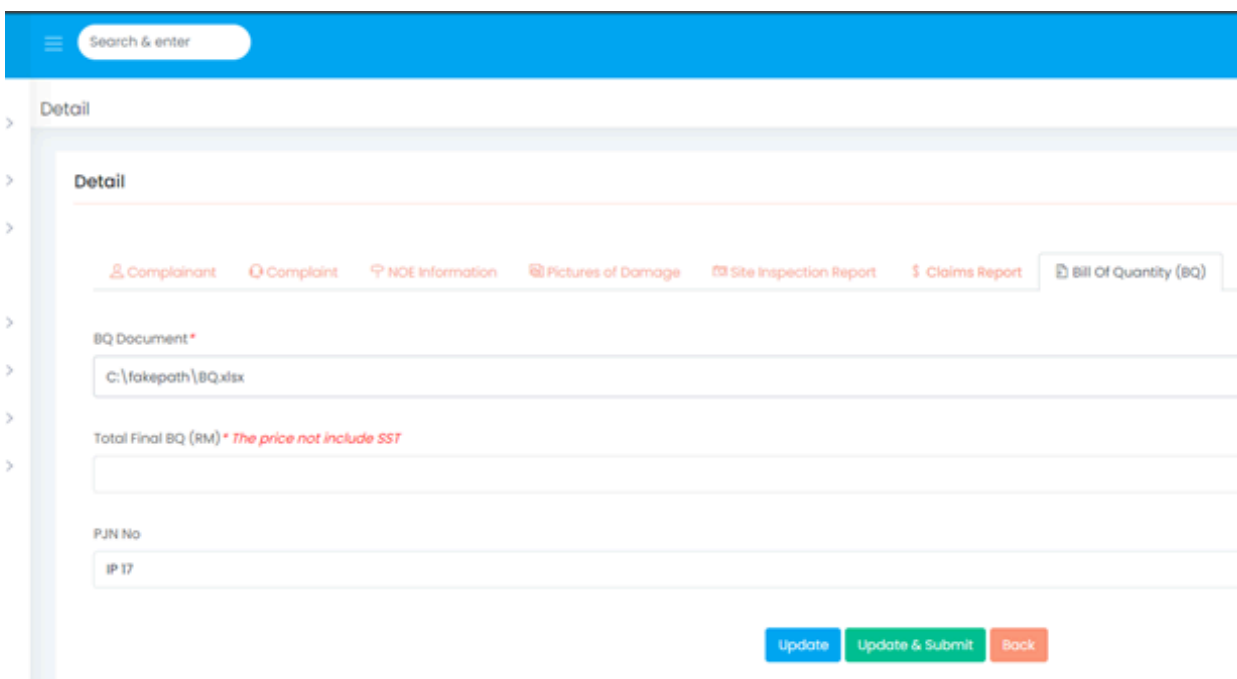 Search & enter
Detail
Detail
Complainant Complaint NOE Information Pictures of Damage Site Inspection Report Claims Report Bill Of Quantity (BQ)
BQ Document*
C:\fakepath\BQ.xlsx
Total Final BQ (RM)* The price not include SST
PJN No
IP 17
Update Update & Submit Back